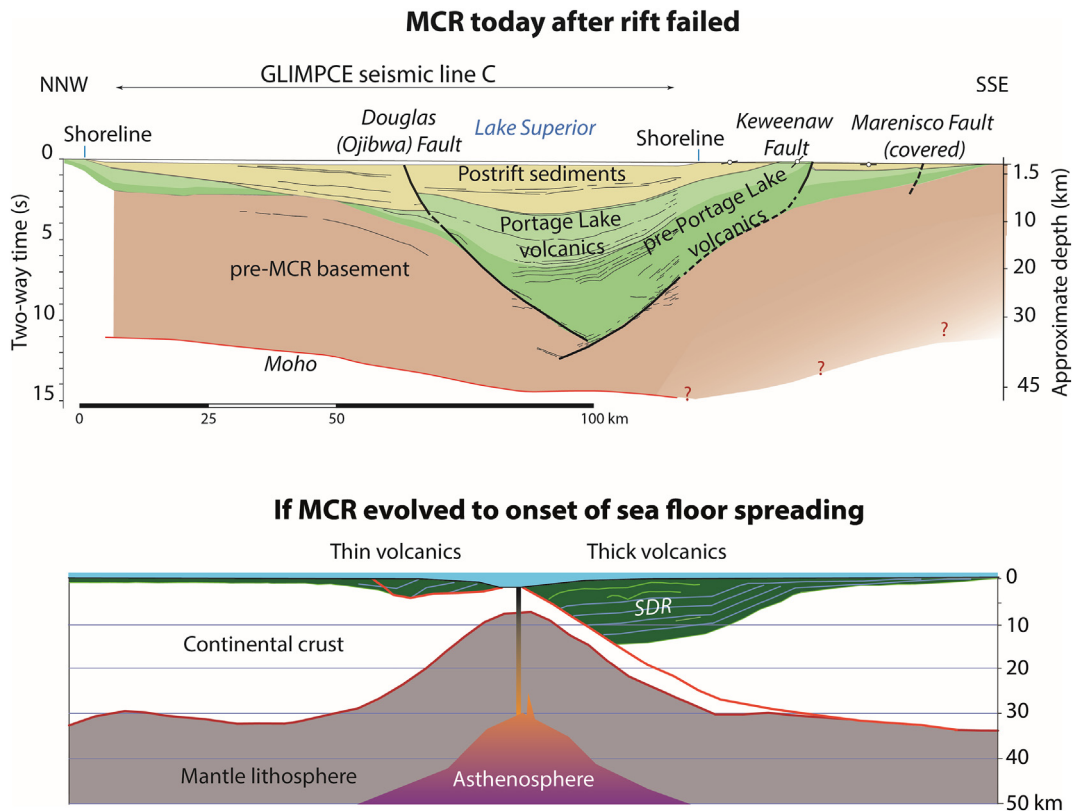 MCR today after rift failed
GLIMPCE seismic line C
NNW
SSE
Douglas
(Ojibwa) Fault
Lake Superior
Shoreline
Shoreline
Keweenaw
Fault
Marenisco Fault
(covered)
0
5
10
15
Two-way time (s)
1.5
10
20
30
45
Approximate depth (km)
Postrift sediments
Portage Lake
volcanics
pre-Portage Lake
volcanics
pre-MCR basement
Moho
?
?
?
0
25
50
100 km
If MCR evolved to onset of sea floor spreading
Thin volcanics
Thick volcanics
SDR
Continental crust
Mantle lithosphere
Asthenosphere
0
10
20
30
40
50 km